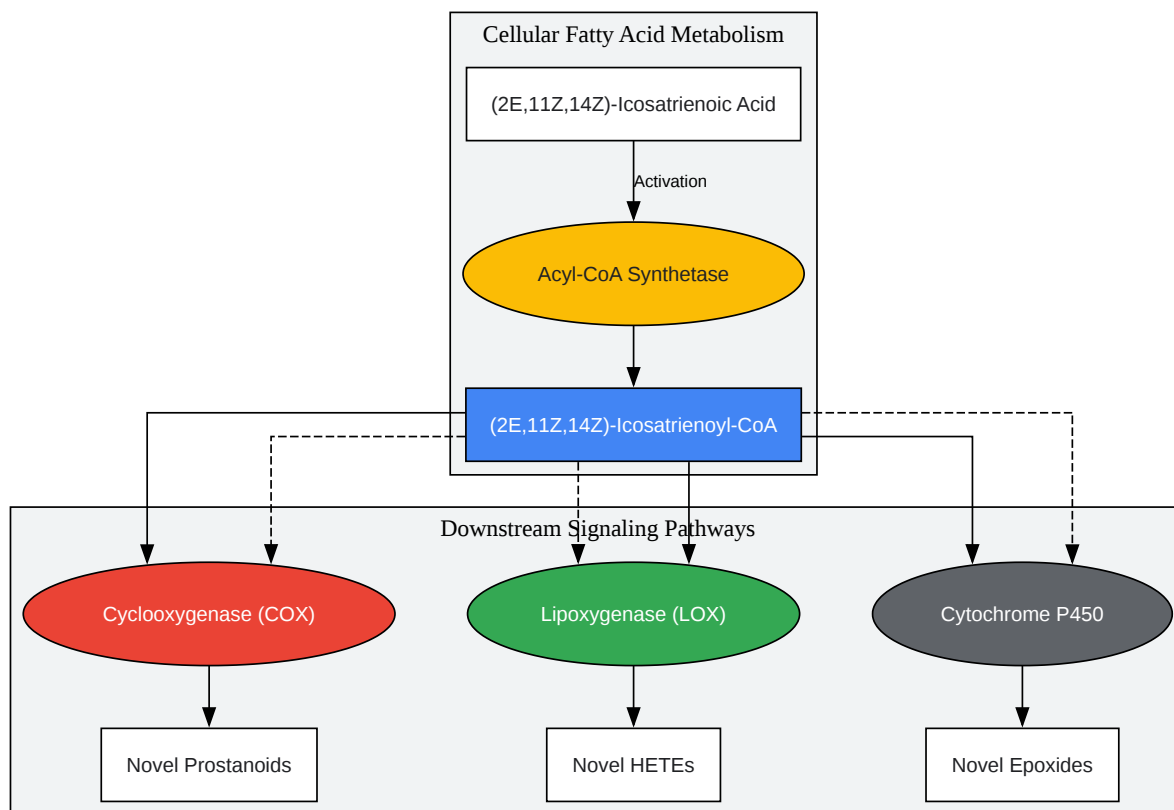 Cellular Fatty Acid Metabolism
(2E,11Z,14Z)-Icosatrienoic Acid
Activation
Acyl-CoA Synthetase
(2E,11Z,14Z)-Icosatrienoyl-CoA
Downstream Signaling Pathways
Cyclooxygenase (COX)
Lipoxygenase (LOX)
Cytochrome P450
Novel Prostanoids
Novel HETEs
Novel Epoxides